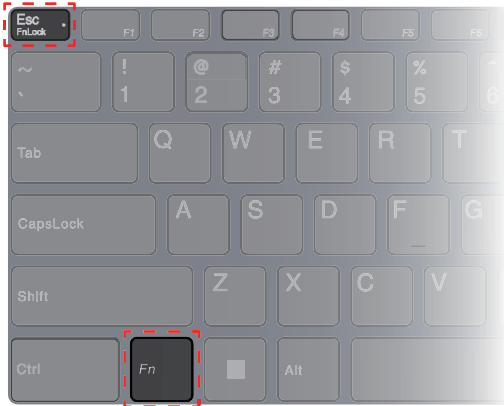 Esc
FnLock
F1
F2
F3
F4
F5
F6
~
`
!
1
@
2
#
3
$
4
%
5
^
6
Tab
Q
W
E
R
T
CapsLock
A
S
D
F
G
Shift
Z
X
C
V
Ctrl
Fn
Alt